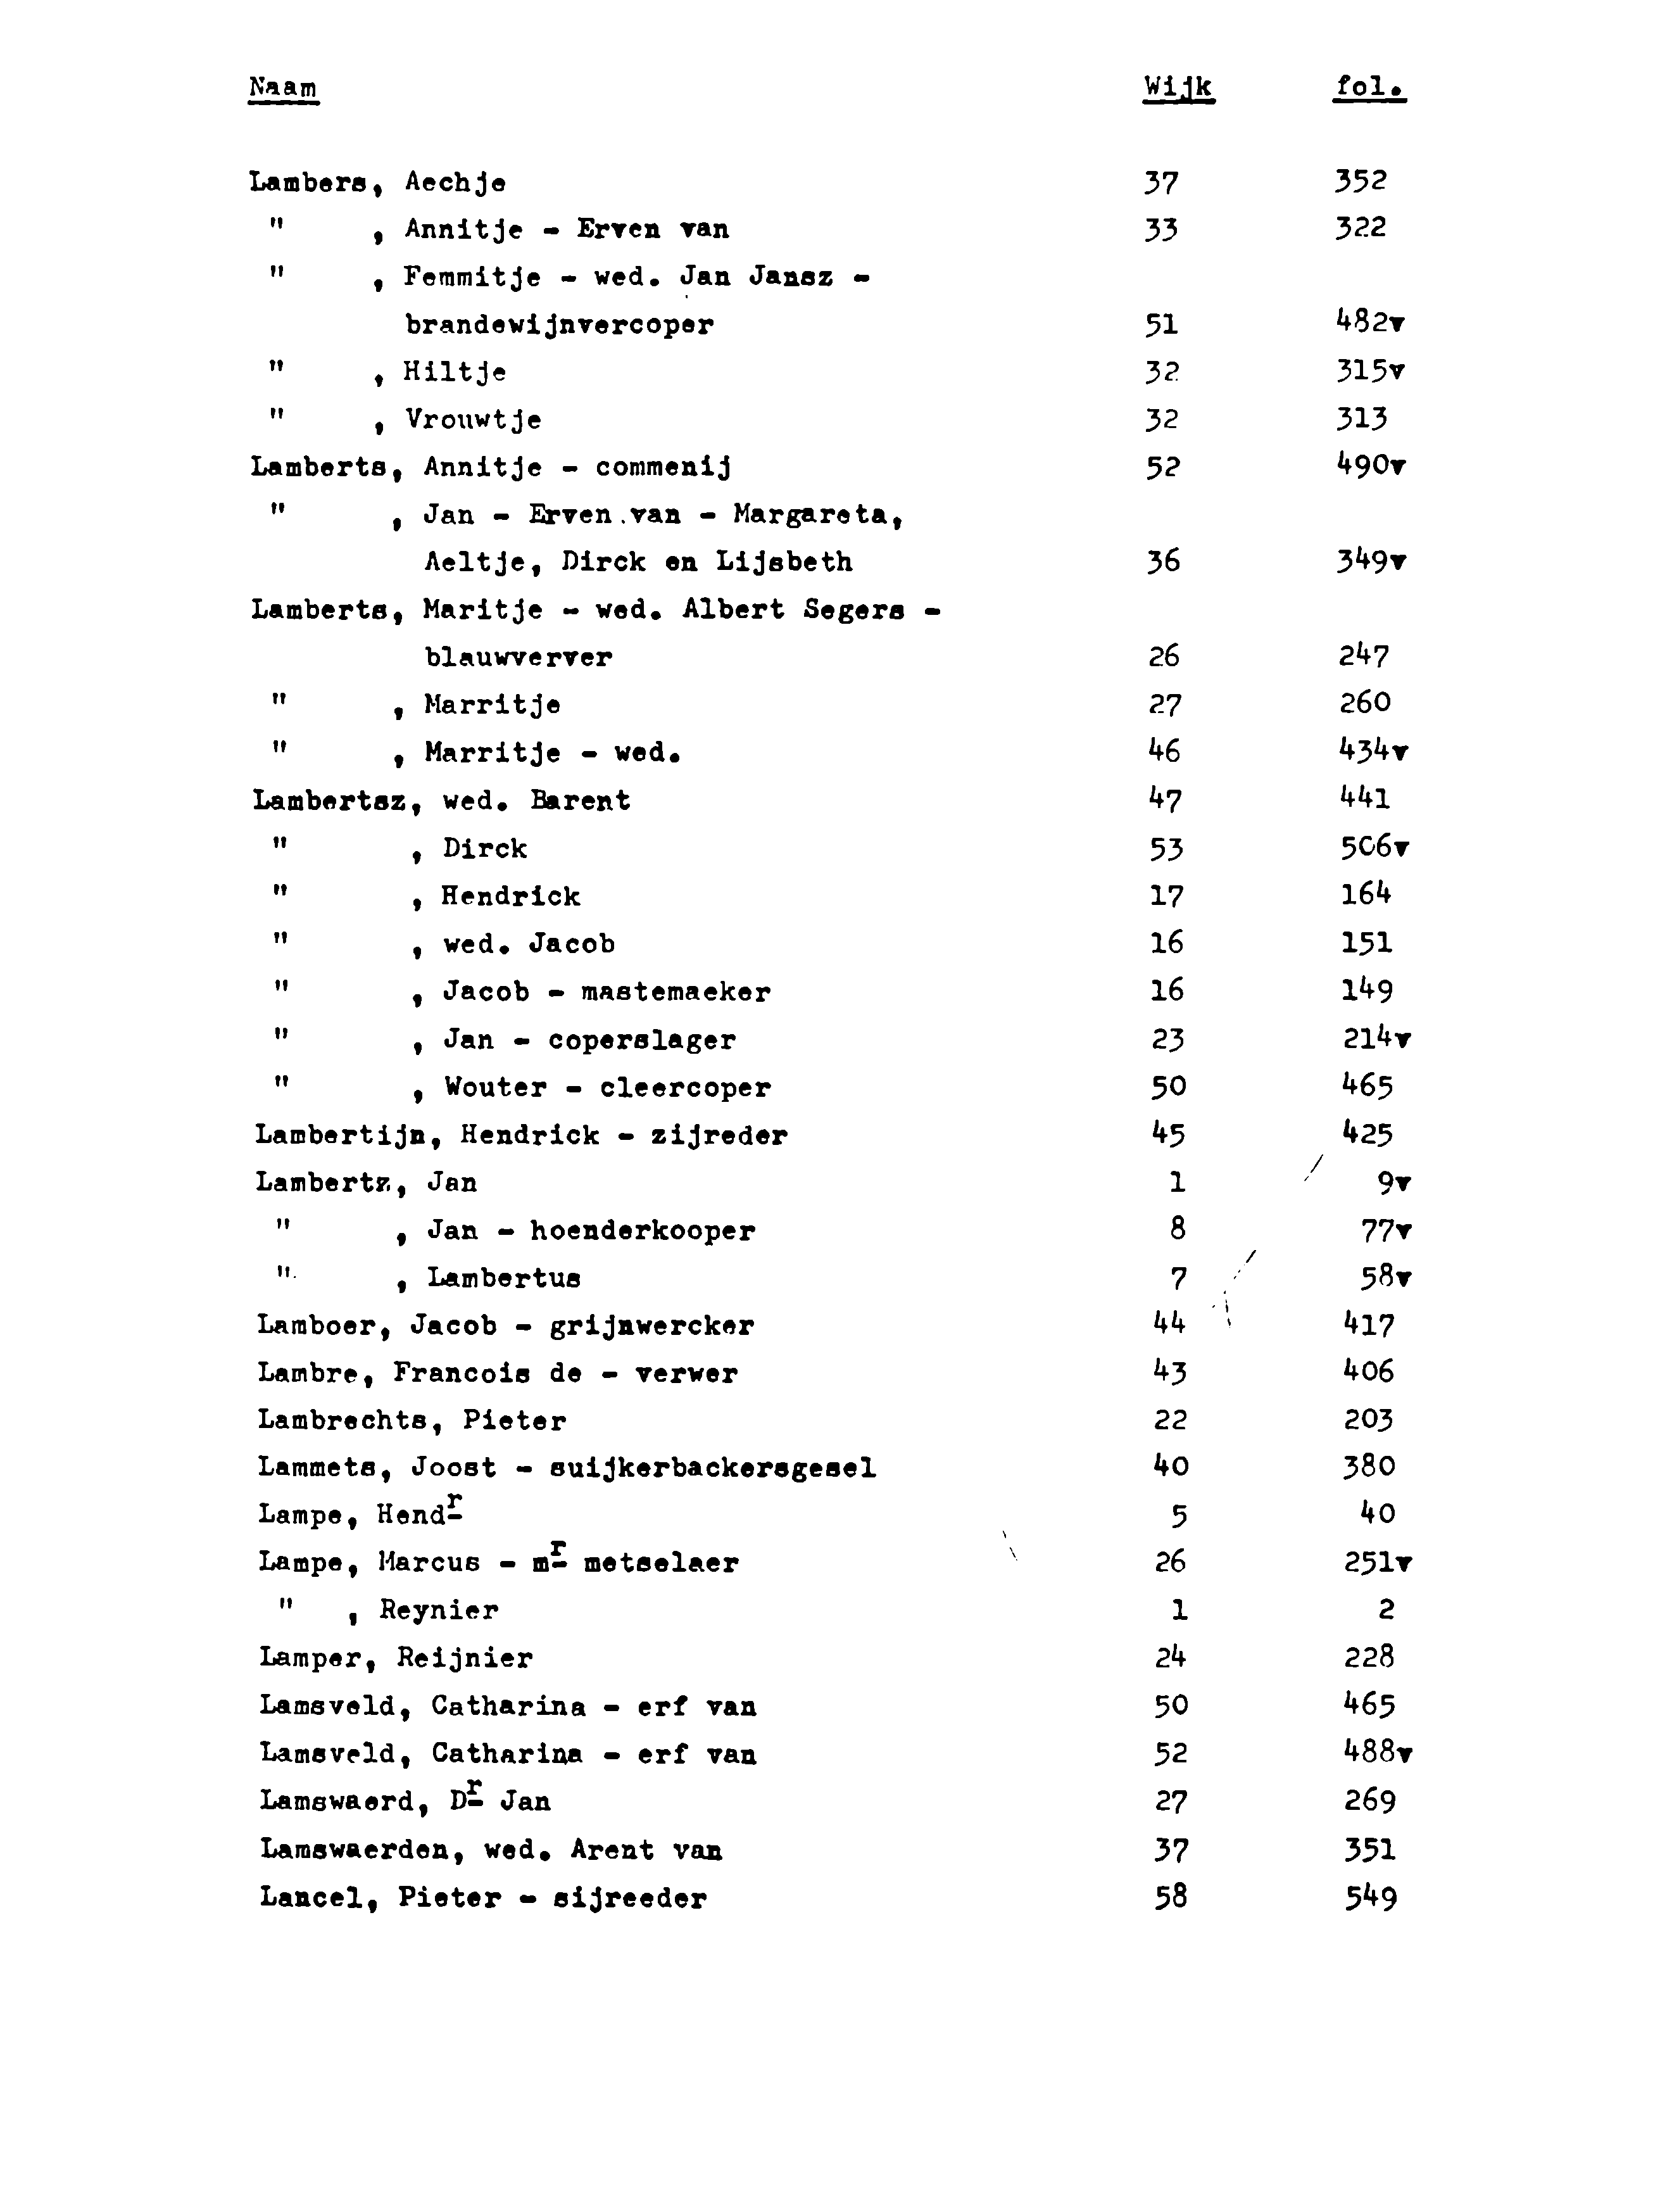 Naam Wijk fol.
Lambers, Aechje 37 352
" , Annitje - Erven van 33 322
" , Femmitje - wed. Jan Jansz -
brandewijnvercoper 51 482v
" , Hiltje 32 315v
" , Vrouwtje 32 313
Lamberts, Annitje - commenij 52 490v
" , Jan - Erven van - Margareta,
Aeltje, Dirck en Lijsbeth 36 349v
Lamberts, Maritje - wed. Albert Segers -
blauwverver 26 247
" , Marritje 27 260
" , Marritje - wed. 46 434v
Lambertsz, wed. Barent 47 441
" , Dirck 53 506v
" , Hendrick 17 164
" , wed. Jacob 16 151
" , Jacob - mastemaeker 16 149
" , Jan - coperslager 23 214v
" , Wouter - cleercoper 50 465
Lambertijn, Hendrick - zijreder 45 425
Lambertz, Jan 1 9v
" , Jan - hoenderkooper 8 77v
" , Lambertus 7 58v
Lamboer, Jacob - grijnwercker 44 417
Lambre, Francois de - verwer 43 406
Lambrechts, Pieter 22 203
Lammets, Joost - suijkerbackersgesel 40 380
Lampe, Hendr 5 40
Lampe, Marcus - mr metselaer 26 251v
" , Reynier 1 2
Lamper, Reijnier 24 228
Lamsveld, Catharina - erf van 50 465
Lamsveld, Catharina - erf van 52 488v
Lamswaerd, Dr Jan 27 269
Lamswaerden, wed. Arent van 37 351
Lancel, Pieter - sijreeder 58 549